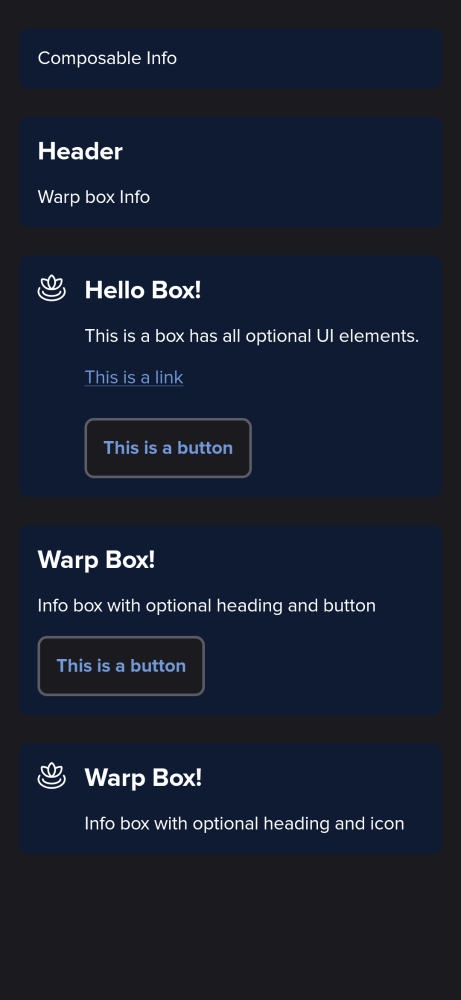 Composable Info
Header
Warp box Info
Hello Box!
This is a box has all optional UI elements.
This is a link
This is a button
Warp Box!
Info box with optional heading and button
This is a button
Warp Box!
Info box with optional heading and icon